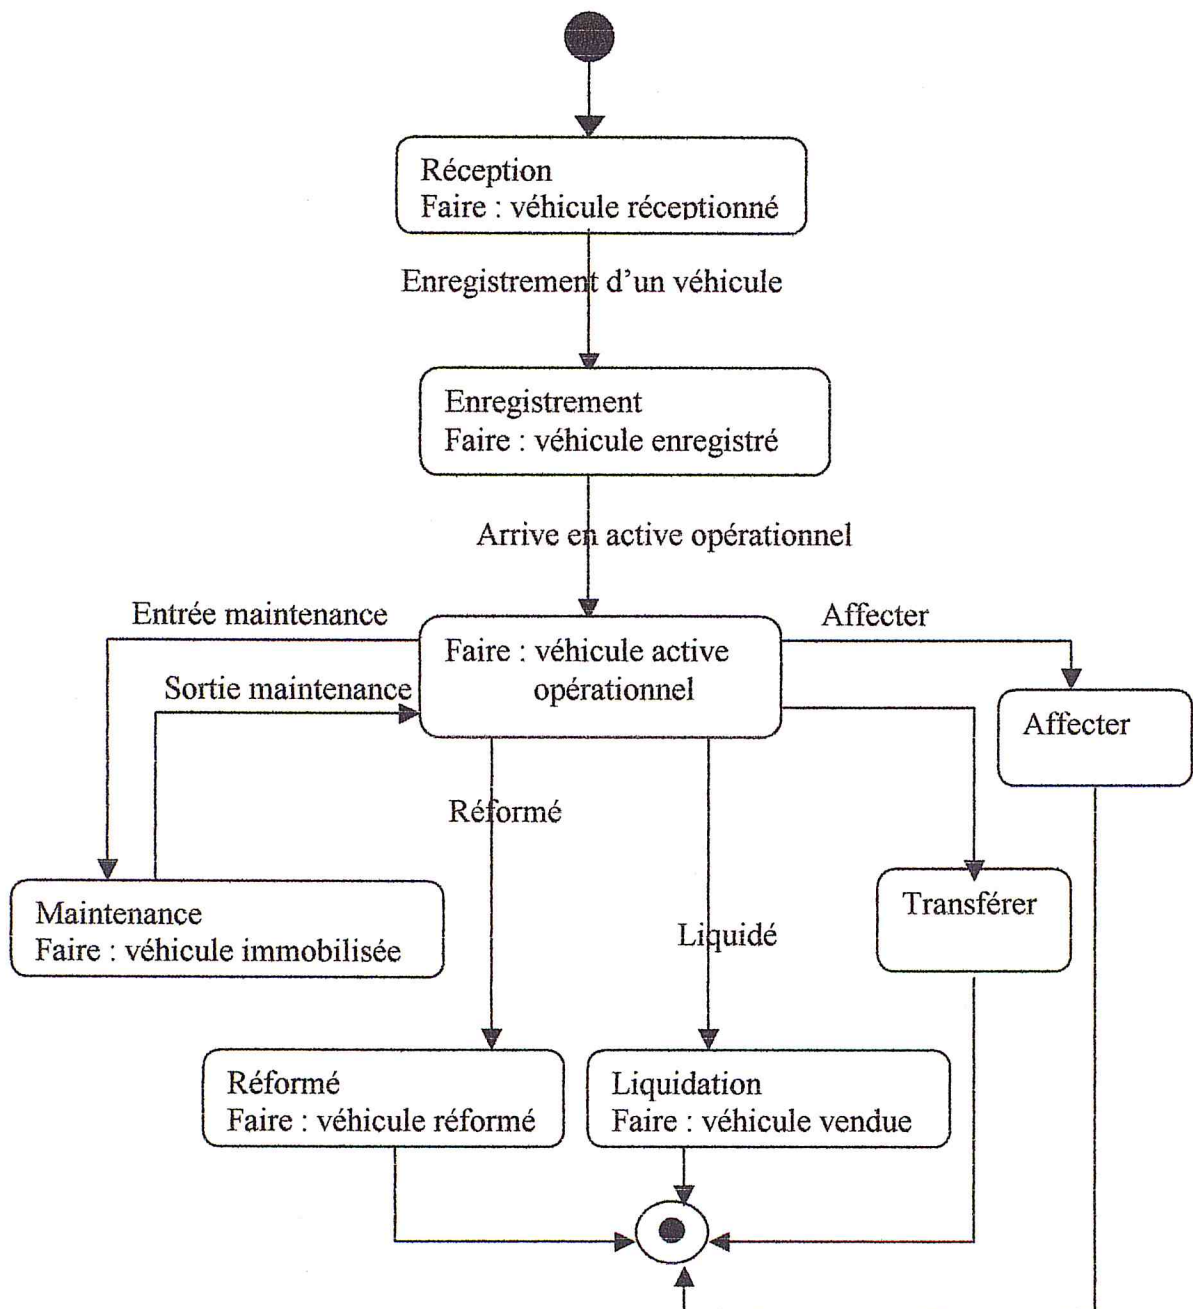 Réception
Faire : véhicule réceptionné
Enregistrement d’un véhicule
Enregistrement
Faire : véhicule enregistré
Arrive en active opérationnel
Entrée maintenance
Affecter
Faire : véhicule active
opérationnel
Sortie maintenance
Affecter
Réformé
Transférer
Maintenance
Faire : véhicule immobilisée
Liquidé
Réformé
Faire : véhicule réformé
Liquidation
Faire : véhicule vendue